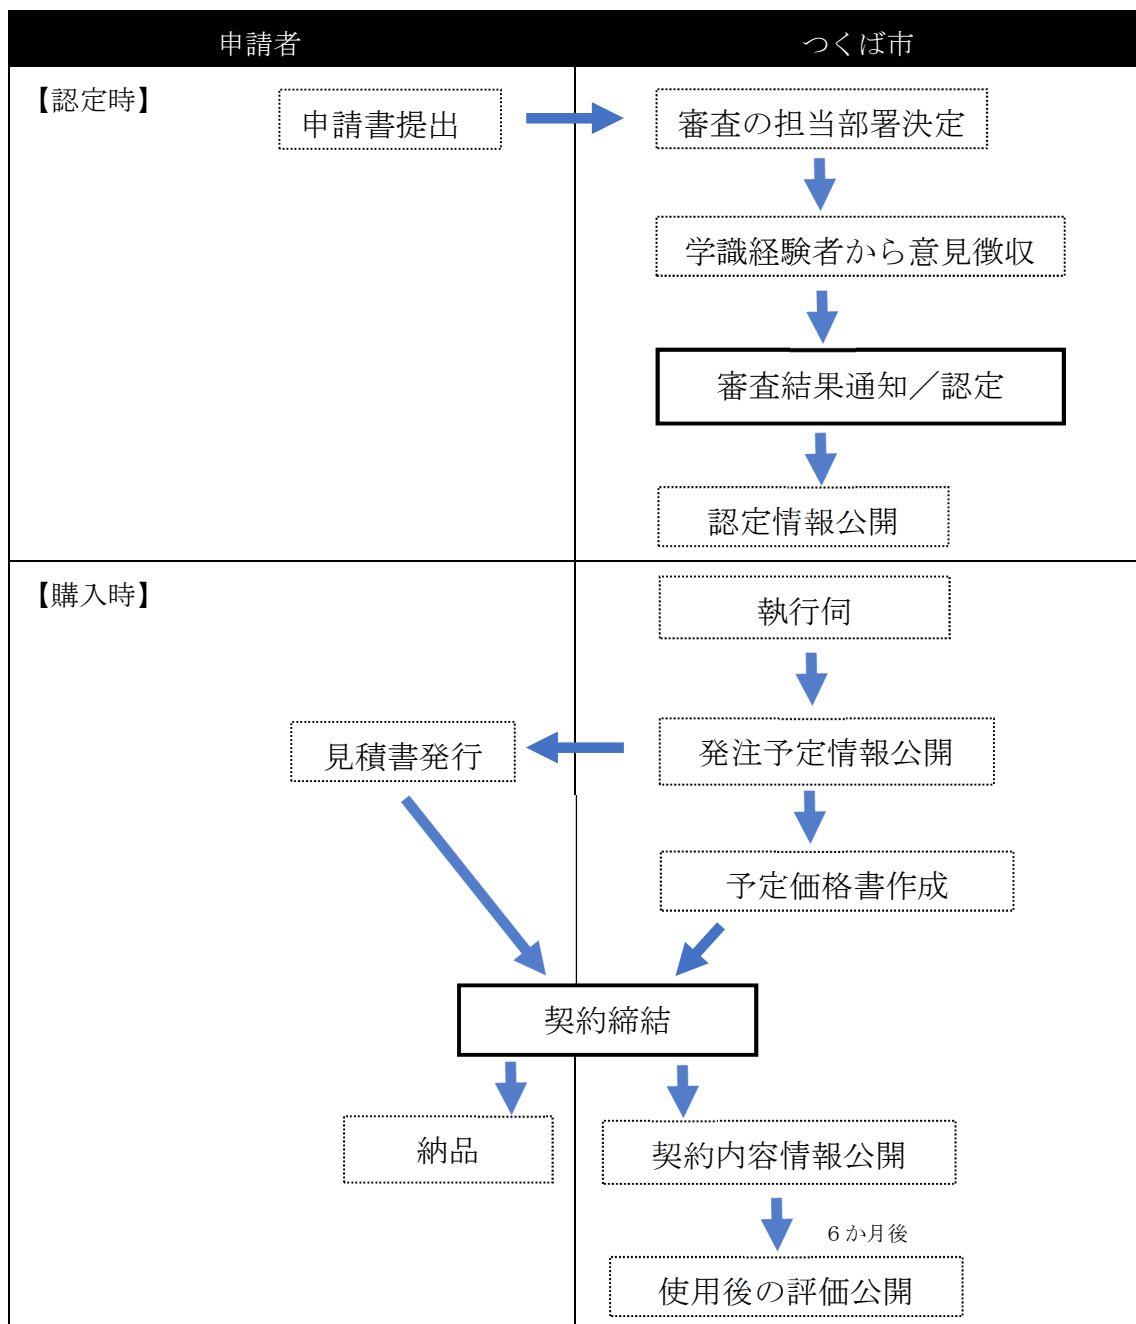 申請者
つくば市
【認定時】
申請書提出
審査の担当部署決定
学識経験者から意見徴収
審査結果通知／認定
認定情報公開
【購入時】
執行伺
見積書発行
発注予定情報公開
予定価格書作成
契約締結
納品
契約内容情報公開
６か月後
使用後の評価公開